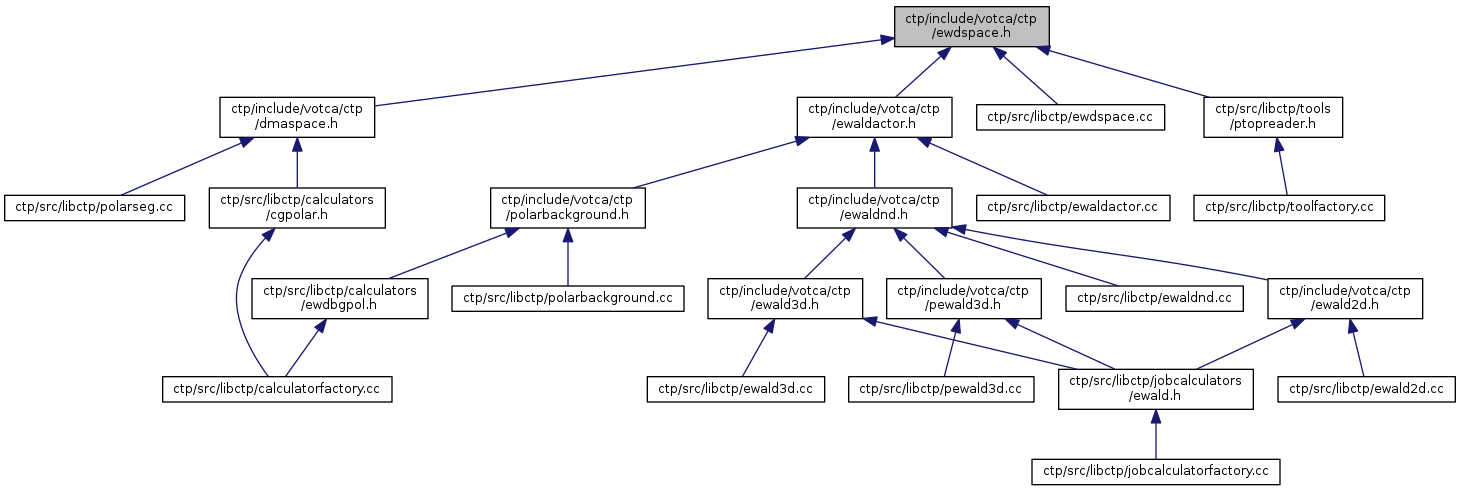 ctp/include/votca/ctp
/ewdspace.h
ctp/include/votca/ctp
/dmaspace.h
ctp/include/votca/ctp
/ewaldactor.h
ctp/src/libctp/ewdspace.cc
ctp/src/libctp/tools
/ptopreader.h
ctp/src/libctp/polarseg.cc
ctp/src/libctp/calculators
/cgpolar.h
ctp/include/votca/ctp
/polarbackground.h
ctp/include/votca/ctp
/ewaldnd.h
ctp/src/libctp/ewaldactor.cc
ctp/src/libctp/toolfactory.cc
ctp/src/libctp/calculators
/ewdbgpol.h
ctp/src/libctp/polarbackground.cc
ctp/include/votca/ctp
/ewald3d.h
ctp/include/votca/ctp
/pewald3d.h
ctp/src/libctp/ewaldnd.cc
ctp/include/votca/ctp
/ewald2d.h
ctp/src/libctp/calculatorfactory.cc
ctp/src/libctp/ewald3d.cc
ctp/src/libctp/pewald3d.cc
ctp/src/libctp/jobcalculators
/ewald.h
ctp/src/libctp/ewald2d.cc
ctp/src/libctp/jobcalculatorfactory.cc